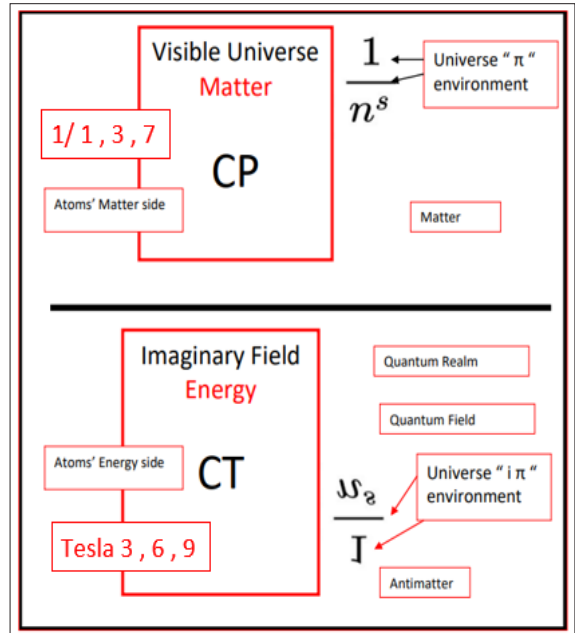 Visible Universe
Matter
1
n^s
Universe “ π “
environment
1/ 1 , 3 , 7
CP
Atoms’ Matter side
Matter
Imaginary Field
Energy
Quantum Realm
Quantum Field
Atoms’ Energy side
CT
n^s
1
Universe “ i π “
environment
Tesla 3 , 6 , 9
Antimatter